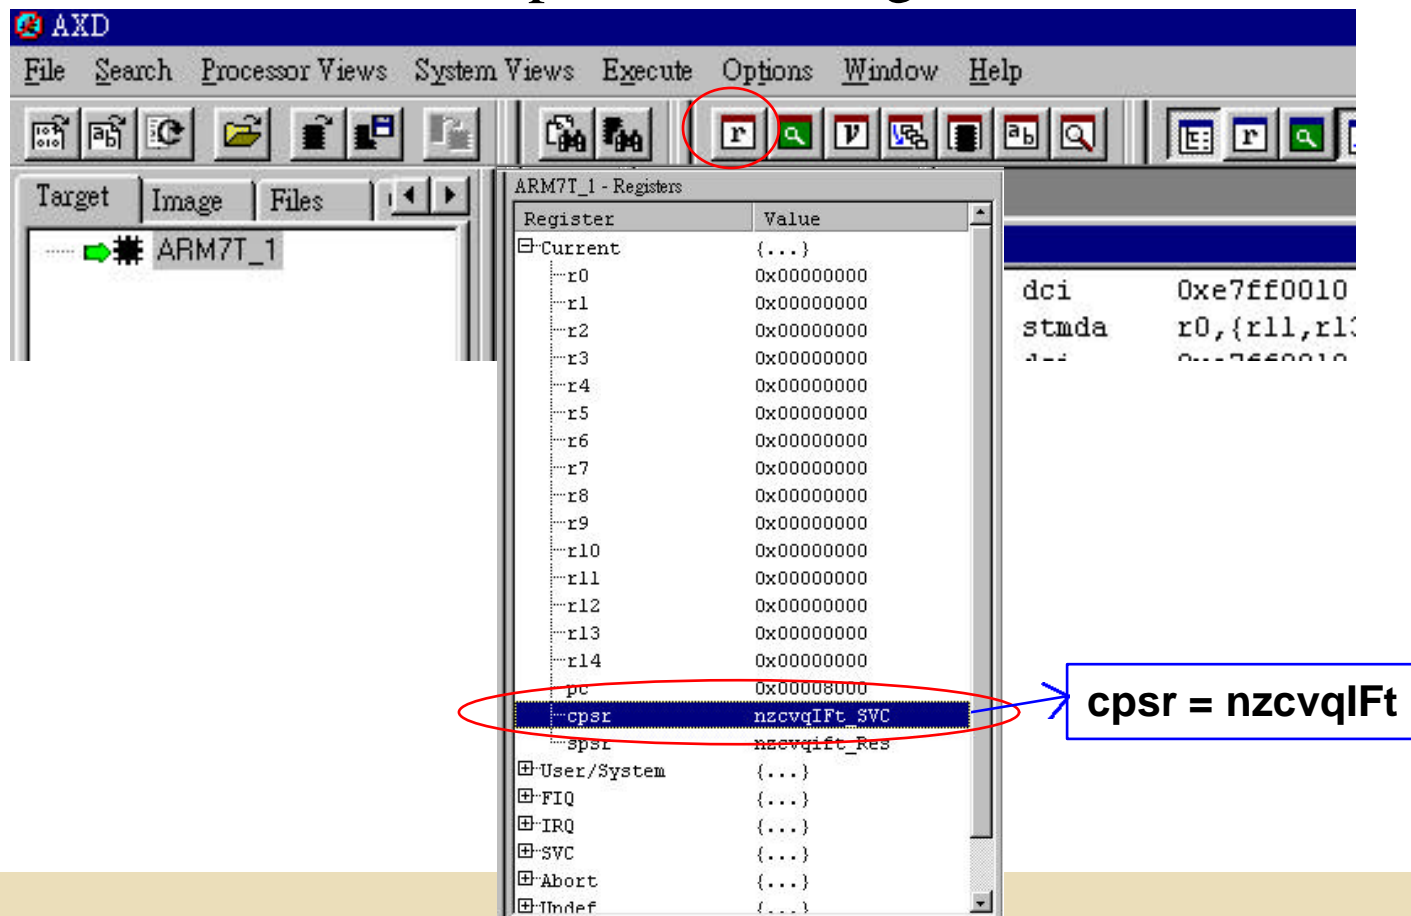 AXD
File Search Processor Views System Views Execute Options Window Help
Target Image Files
ARM7T_1
ARM7T_1 - Registers
Register Value
Current {...}
r0 0x00000000
r1 0x00000000
r2 0x00000000
r3 0x00000000
r4 0x00000000
r5 0x00000000
r6 0x00000000
r7 0x00000000
r8 0x00000000
r9 0x00000000
r10 0x00000000
r11 0x00000000
r12 0x00000000
r13 0x00000000
r14 0x00000000
pc 0x00008000
cpsr nzcvqIFt_SVC
spsr nzcvqift_Res
User/System {...}
FIQ {...}
IRQ {...}
SVC {...}
Abort {...}
Undef {...}
dci 0xe7ff0010
stmda r0,{r11,r13
dci 0xe7ff0010
cpsr = nzcvqIFt